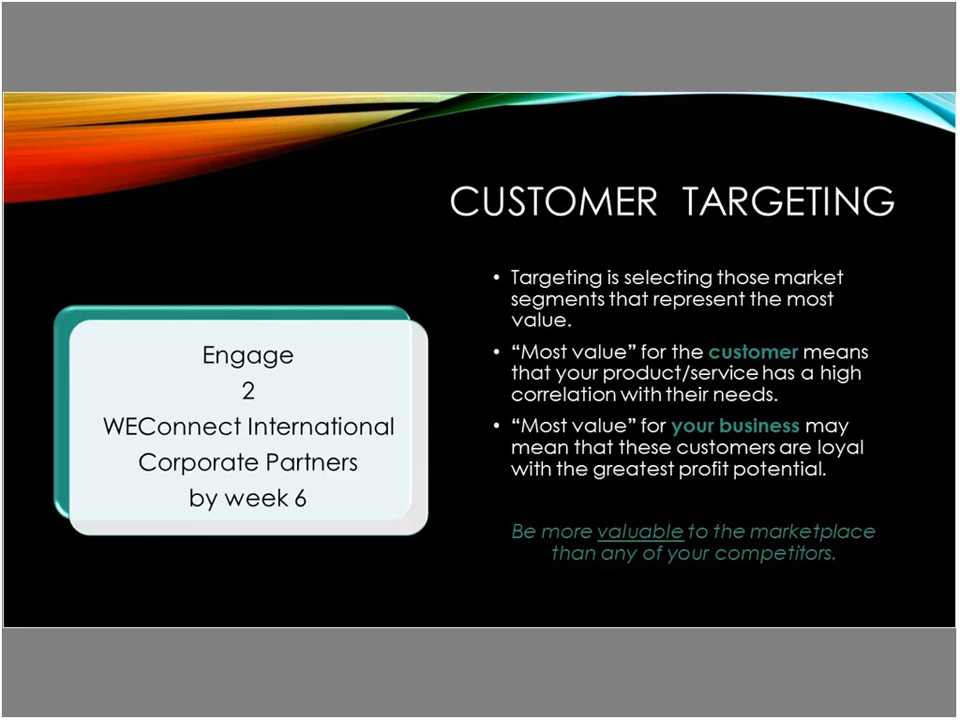 CUSTOMER TARGETING
Engage
2
WEConnect International
Corporate Partners
by week 6
• Targeting is selecting those market
segments that represent the most
value.
• “Most value” for the customer means
that your product/service has a high
correlation with their needs.
• “Most value” for your business may
mean that these customers are loyal
with the greatest profit potential.
Be more valuable to the marketplace
than any of your competitors.